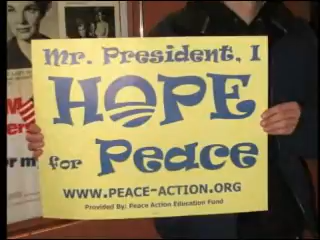 Mr. President, I
HOPE
for Peace
WWW.PEACE-ACTION.ORG
Provided By: Peace Action Education Fund